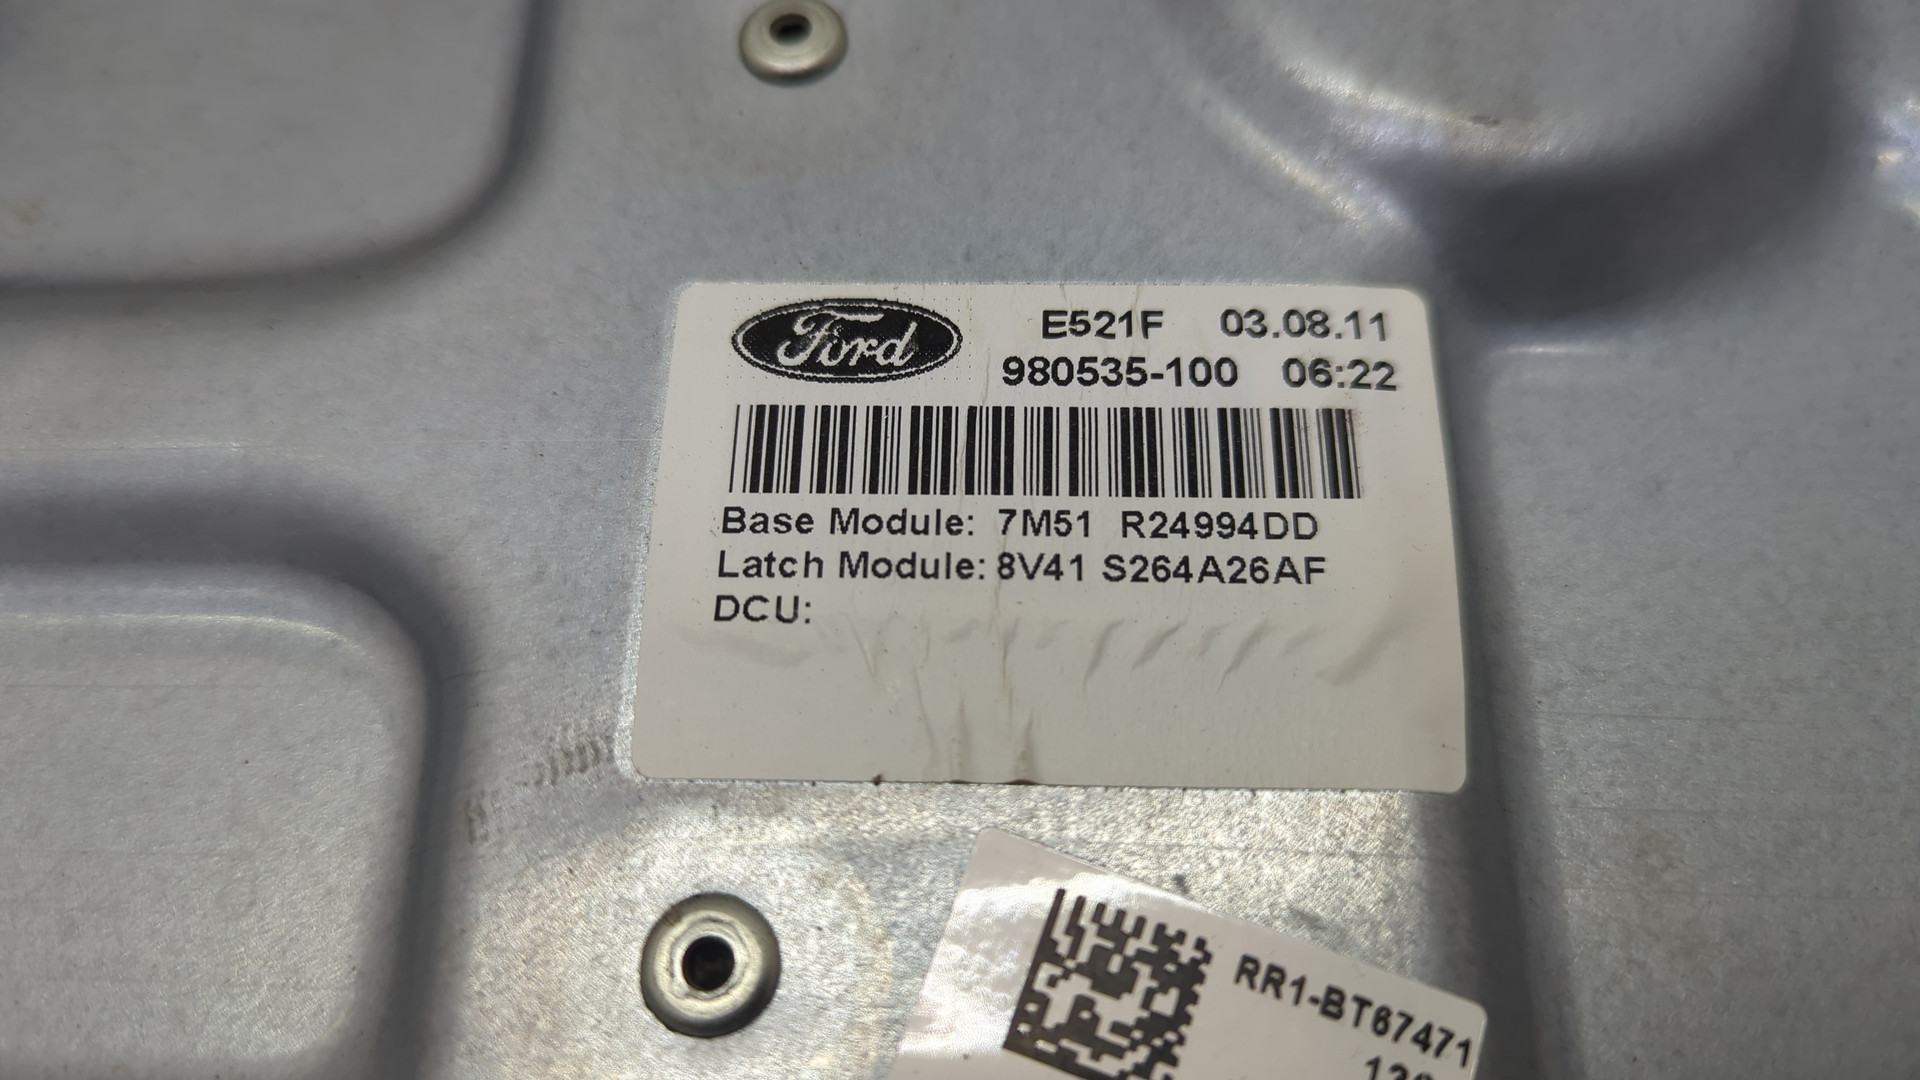 Ford
E521F 03.08.11
980535-100 06:22
Base Module: 7M51 R24994DD
Latch Module: 8V41 S264A26AF
DCU:
RR1-BT67471